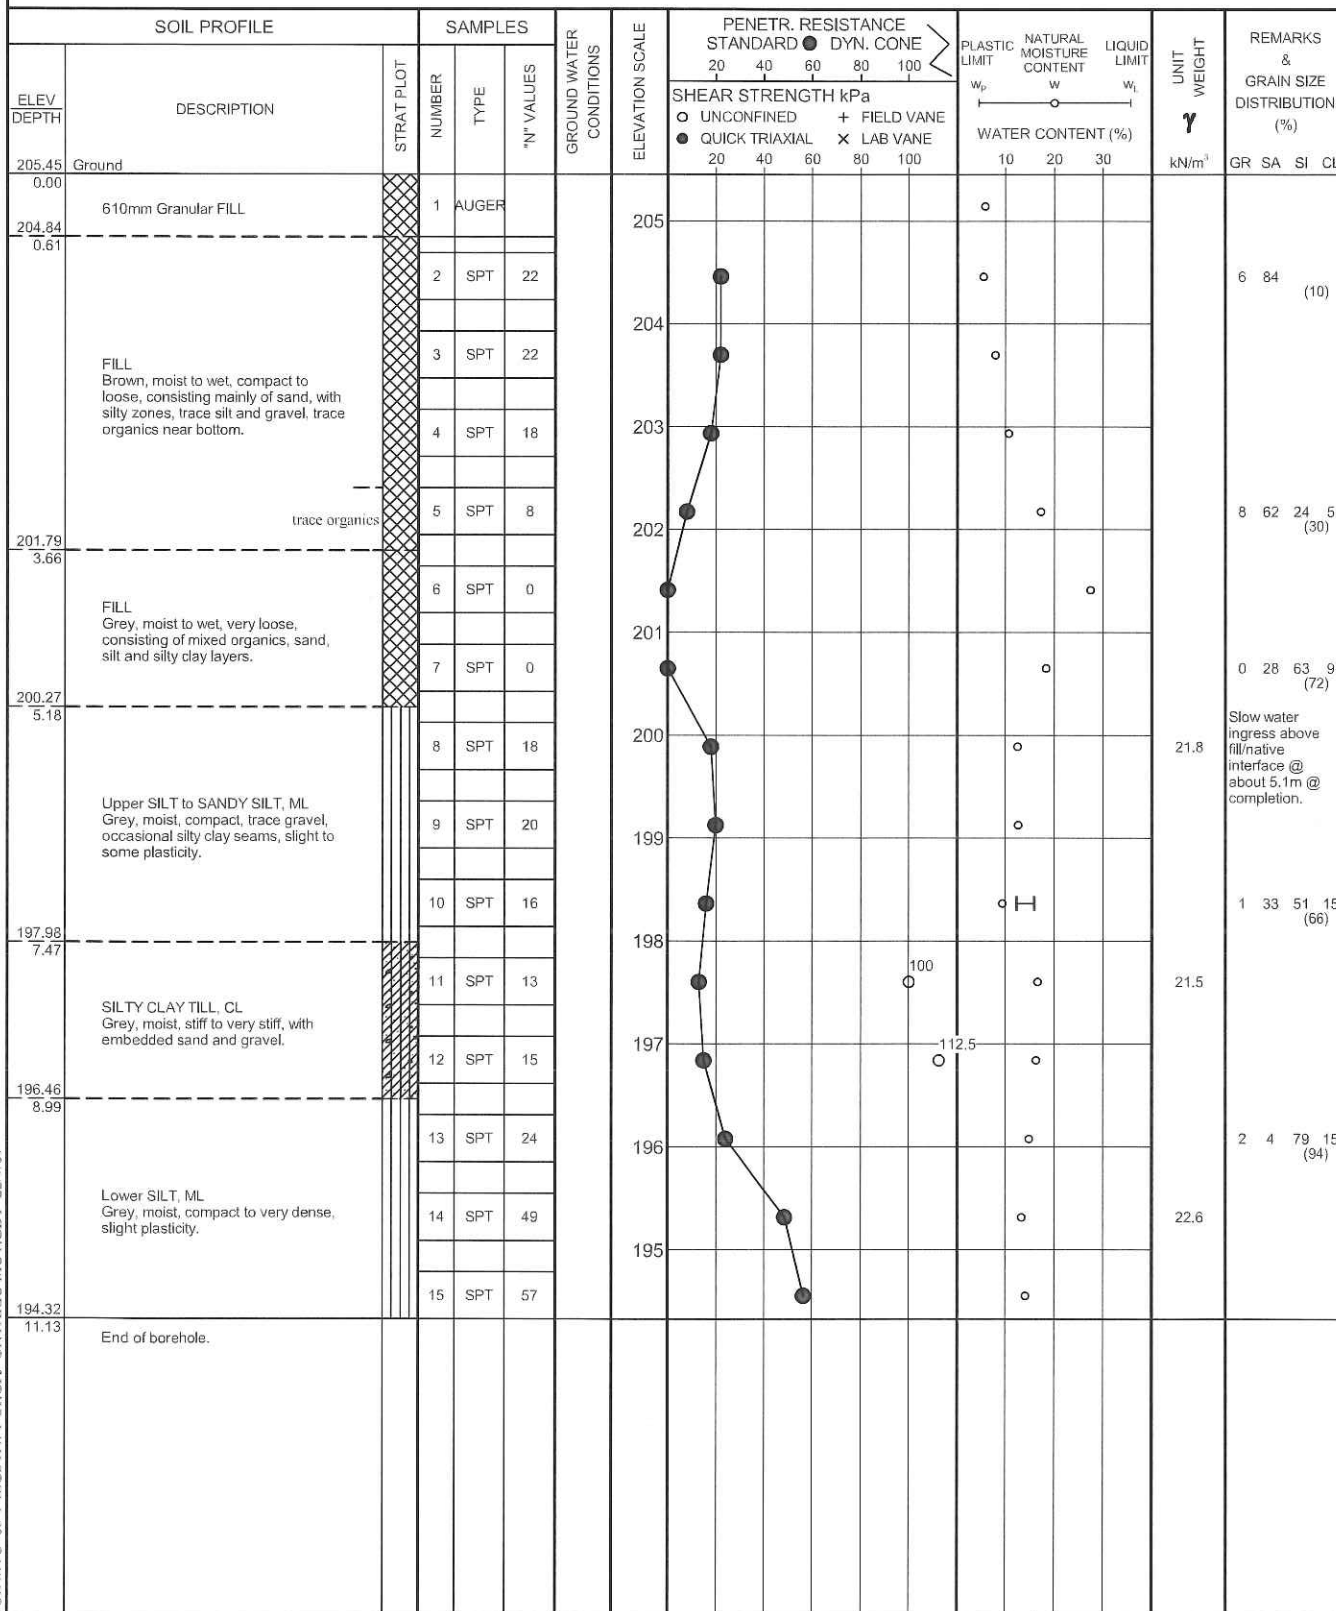 SOIL PROFILE
SAMPLES
GROUND WATER
CONDITIONS
ELEVATION SCALE
PENETR. RESISTANCE
STANDARD DYN. CONE
20 40 60 80 100
SHEAR STRENGTH kPa
UNCONFINED + FIELD VANE
QUICK TRIAXIAL × LAB VANE
20 40 60 80 100
PLASTIC
LIMIT
NATURAL
MOISTURE
CONTENT
LIQUID
LIMIT
WP W WL
WATER CONTENT (%)
10 20 30
UNIT
WEIGHT
γ
kN/m³
REMARKS
&
GRAIN SIZE
DISTRIBUTION
(%)
GR SA SI CL
ELEV
DEPTH
DESCRIPTION
STRAT PLOT
NUMBER
TYPE
"N" VALUES
205.45 Ground
0.00
610mm Granular FILL
1 AUGER
205
204.84
0.61
2 SPT 22
6 84
(10)
204
3 SPT 22
FILL
Brown, moist to wet, compact to
loose, consisting mainly of sand, with
silty zones, trace silt and gravel, trace
organics near bottom.
4 SPT 18
203
trace organics
5 SPT 8
8 62 24 5
(30)
202
201.79
3.66
6 SPT 0
FILL
Grey, moist to wet, very loose,
consisting of mixed organics, sand,
silt and silty clay layers.
201
7 SPT 0
0 28 63 9
(72)
200.27
5.18
Slow water
ingress above
fill/native
interface @
about 5.1m @
completion.
200
8 SPT 18
21.8
Upper SILT to SANDY SILT, ML
Grey, moist, compact, trace gravel,
occasional silty clay seams, slight to
some plasticity.
9 SPT 20
199
10 SPT 16
1 33 51 15
(66)
197.98
7.47
198
100
11 SPT 13
21.5
SILTY CLAY TILL, CL
Grey, moist, stiff to very stiff, with
embedded sand and gravel.
197
112.5
12 SPT 15
196.46
8.99
13 SPT 24
196
2 4 79 15
(94)
Lower SILT, ML
Grey, moist, compact to very dense,
slight plasticity.
14 SPT 49
22.6
195
15 SPT 57
194.32
11.13
End of borehole.